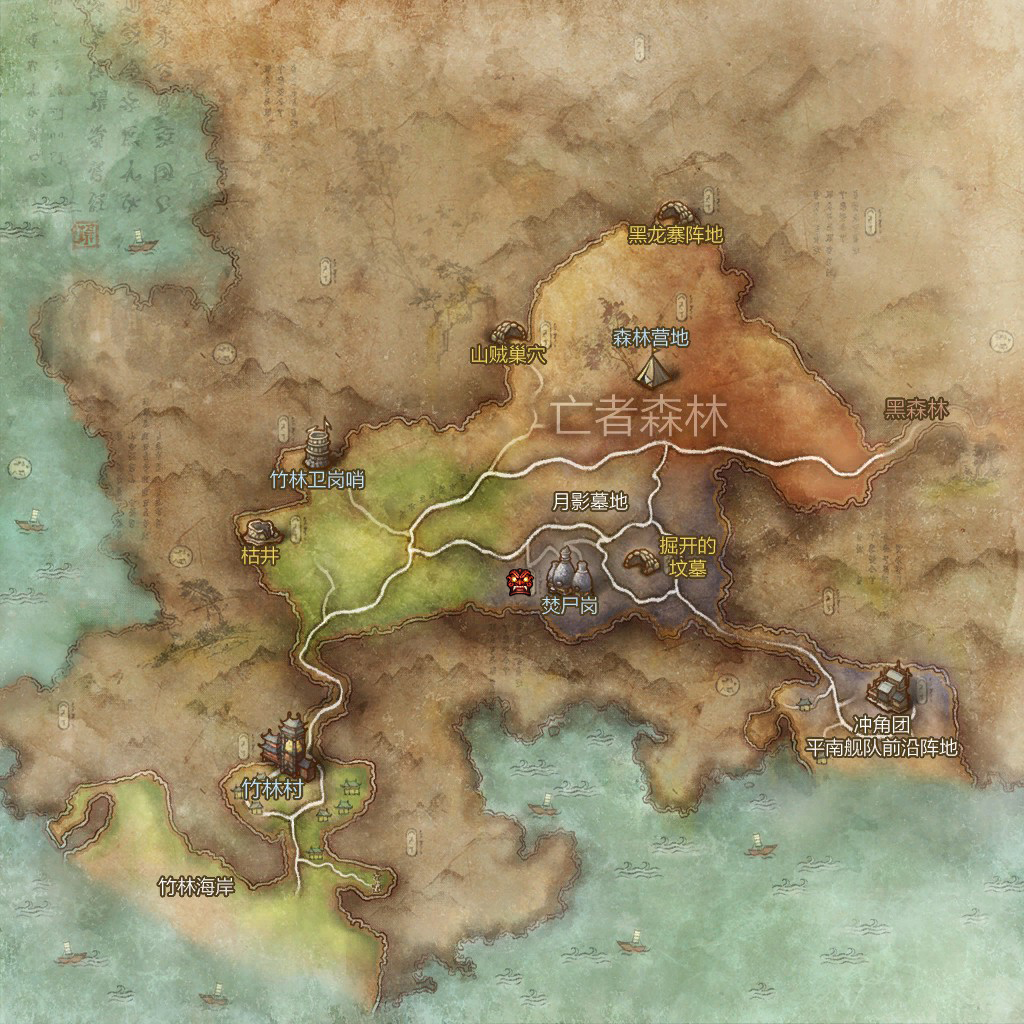 黑龙寨阵地
森林营地
山贼巢穴
亡者森林
黑森林
竹林卫岗哨
月影墓地
枯井
掘开的
坟墓
焚尸岗
冲角团
平南舰队前沿阵地
竹林村
竹林海岸